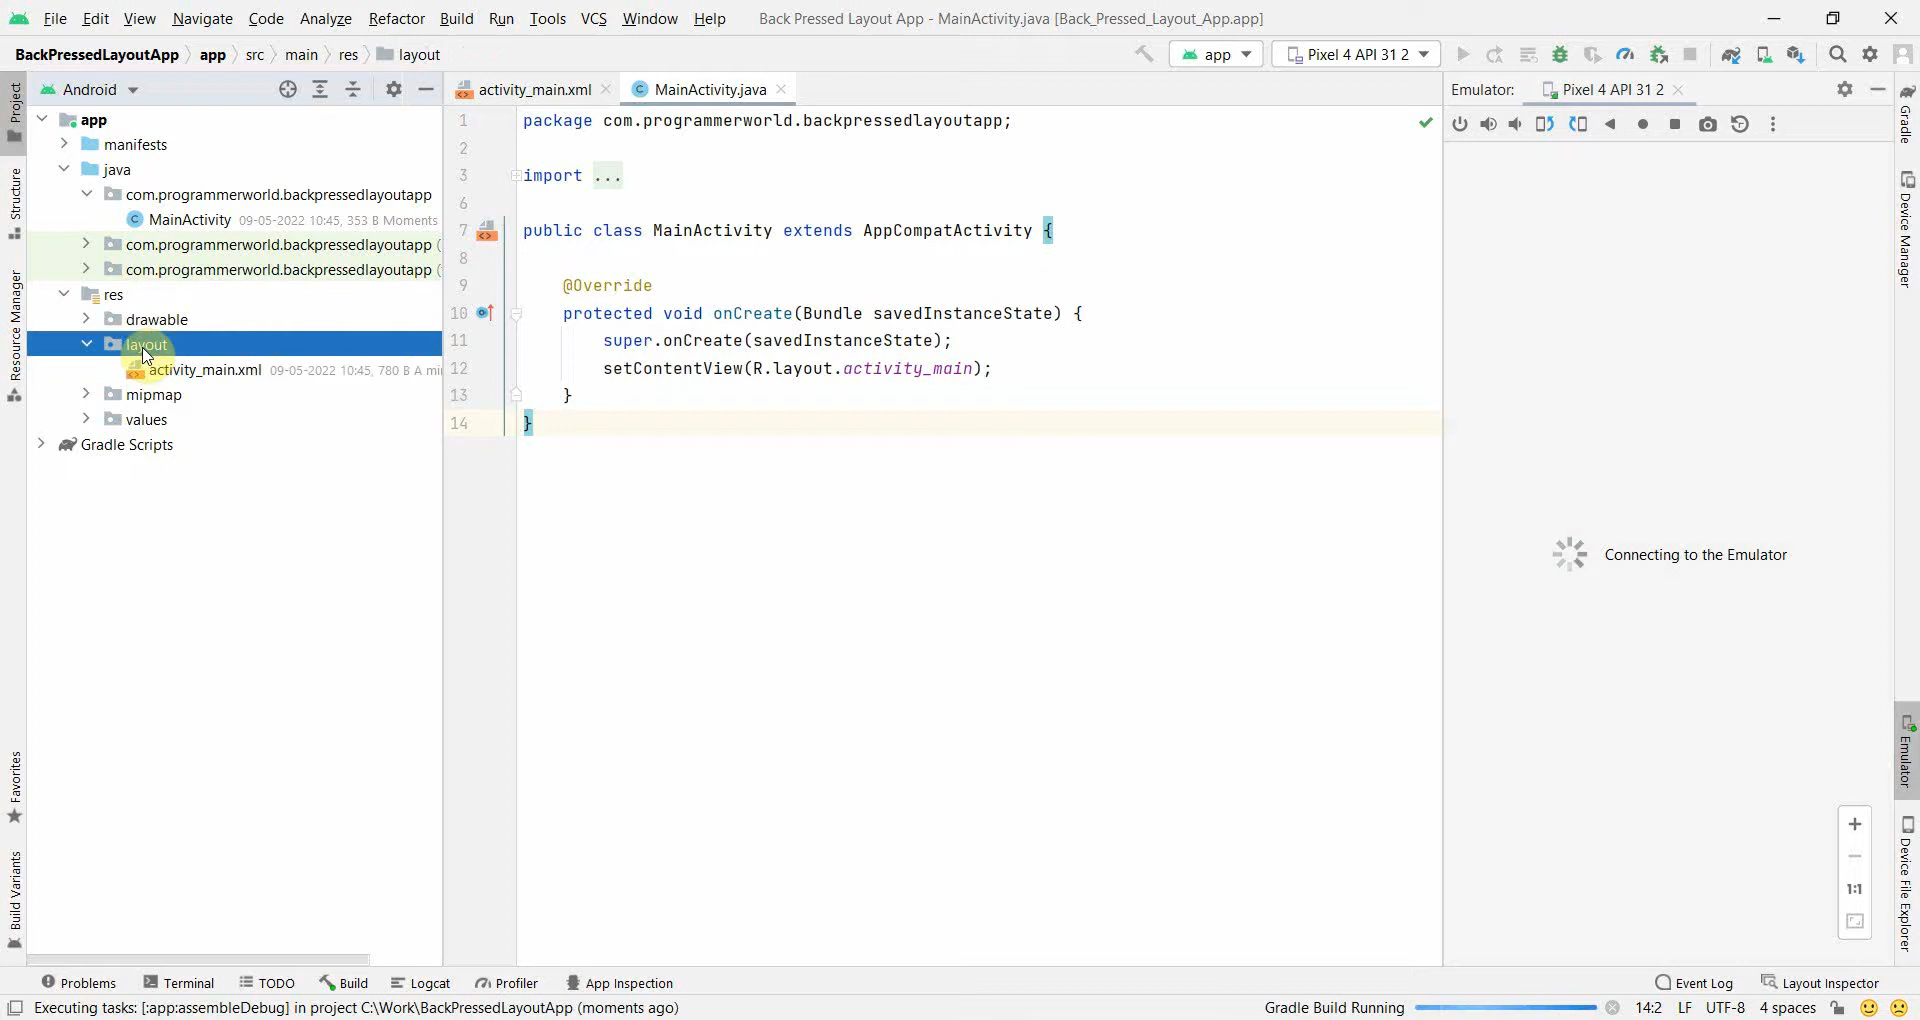 File Edit View Navigate Code Analyze Refactor Build Run Tools VCS Window Help Back Pressed Layout App - MainActivity.java [Back_Pressed_Layout_App.app]
BackPressedLayoutApp app src main res layout app Pixel 4 API 31 2
Project Android activity_main.xml MainActivity.java Emulator: Pixel 4 API 31 2 Gradle
app
manifests
java
com.programmerworld.backpressedlayoutapp
MainActivity 09-05-2022 10:45, 353 B Moments
com.programmerworld.backpressedlayoutapp (
com.programmerworld.backpressedlayoutapp (
res
drawable
layout
activity_main.xml 09-05-2022 10:45, 780 B A mi
mipmap
values
Gradle Scripts
Structure
Resource Manager
Favorites
Build Variants
1 package com.programmerworld.backpressedlayoutapp;
2
3 import ...
6
7 public class MainActivity extends AppCompatActivity {
8
9 @Override
10 protected void onCreate(Bundle savedInstanceState) {
11 super.onCreate(savedInstanceState);
12 setContentView(R.layout.activity_main);
13 }
14 }
Connecting to the Emulator
1:1
Device Manager
Emulator
Device File Explorer
Problems Terminal TODO Build Logcat Profiler App Inspection Event Log Layout Inspector
Executing tasks: [:app:assembleDebug] in project C:\Work\BackPressedLayoutApp (moments ago) Gradle Build Running 14:2 LF UTF-8 4 spaces